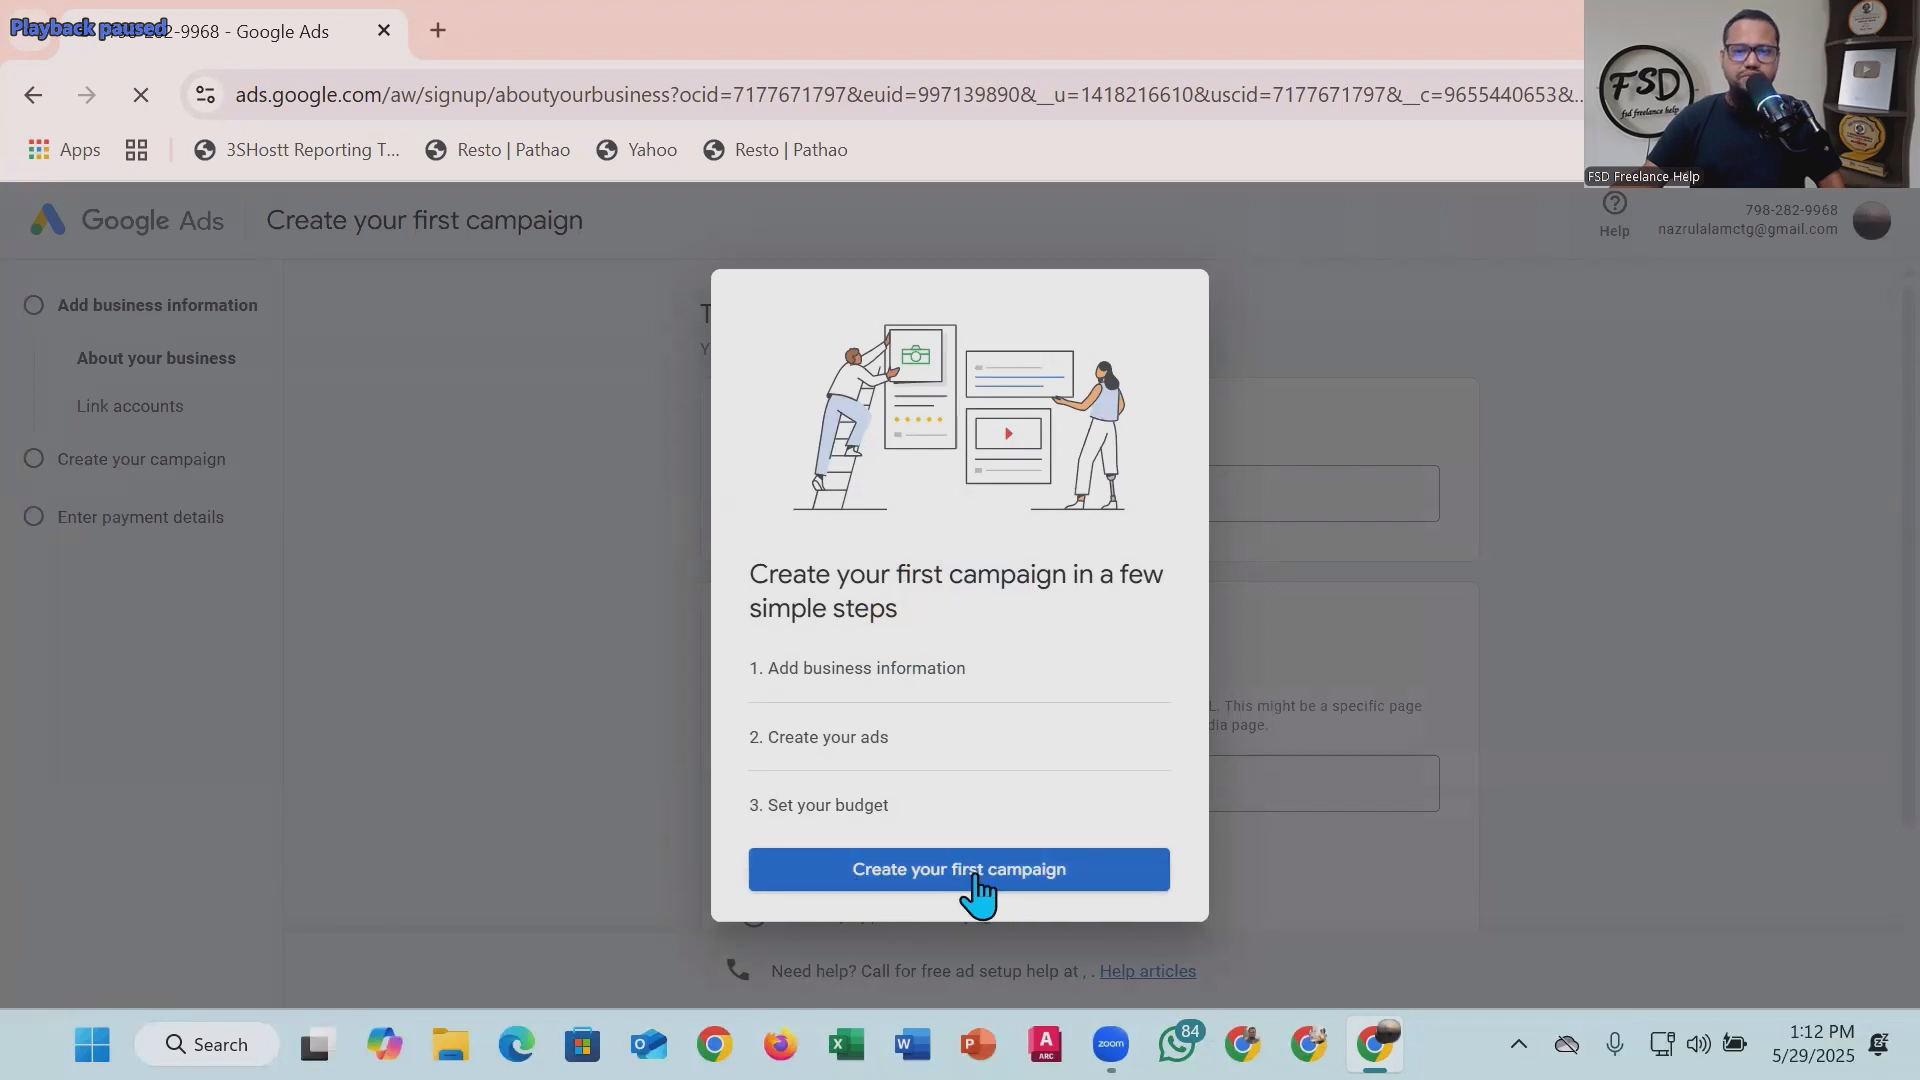 Playback paused
2-9968 - Google Ads
ads.google.com/aw/signup/aboutyourbusiness?ocid=7177671797&euid=997139890&__u=1418216610&uscid=7177671797&__c=9655440653&...
Apps
3SHostt Reporting T...
Resto | Pathao
Yahoo
Resto | Pathao
FSD
fsd freelance help
FSD Freelance Help
Google Ads
Create your first campaign
Help
798-282-9968
nazrulalamctg@gmail.com
Add business information
About your business
Link accounts
Create your campaign
Enter payment details
Create your first campaign in a few
simple steps
1. Add business information
2. Create your ads
3. Set your budget
Create your first campaign
L. This might be a specific page
dia page.
Need help? Call for free ad setup help at , . Help articles
Search
zoom
84
1:12 PM
5/29/2025